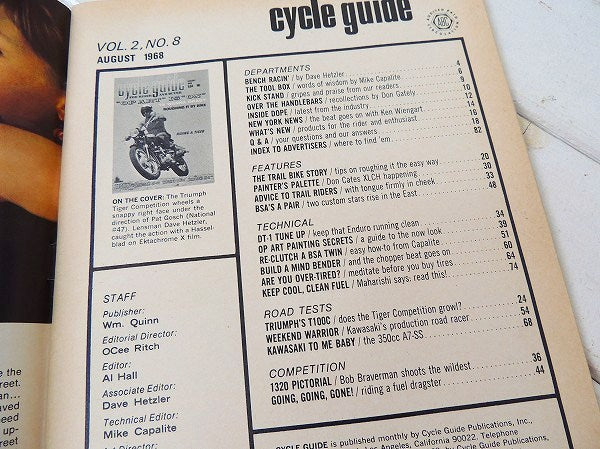 cycle guide
VOL. 2, NO. 8
AUGUST 1968
cycle guide
ON THE COVER: The Triumph
Tiger Competition wheels a
snappy right face under the
direction of Pat Gosch (National
#47). Lensman Dave Hetzler,
caught the action with a Hassel-
blad on Ektachrome X film.
STAFF
Publisher:
Wm. Quinn
Editorial Director:
OCee Ritch
Editor:
Al Hall
Associate Editor:
Dave Hetzler
Technical Editor:
Mike Capalite
Art Director:
DEPARTMENTS
BENCH RACIN' / by Dave Hetzler 4
THE TOOL BOX / words of wisdom by Mike Capalite 6
KICK STAND / gripes and praise from our readers 9
OVER THE HANDLEBARS / recollections by Don Gately 10
INSIDE DOPE / latest from the industry 12
NEW YORK NEWS / the beat goes on with Ken Wiengart 14
WHAT'S NEW / products for the rider and enthusiast 16
Q & A / your questions and our answers 18
INDEX TO ADVERTISERS / where to find 'em 82
FEATURES
THE TRAIL BIKE STORY / tips on roughing it the easy way 20
PAINTER'S PALETTE / Don Cates XLCH happening 30
ADVICE TO TRAIL RIDERS / with tongue firmly in cheek 33
BSA'S A PAIR / two custom stars rise in the East 48
TECHNICAL
DT-1 TUNE UP / keep that Enduro running clean 34
OP ART PAINTING SECRETS / a guide to the now look 39
RE-CLUTCH A BSA TWIN / easy how-to from Capalite 51
BUILD A MIND BENDER / and the chopper beat goes on 60
ARE YOU OVER-TIRED? / meditate before you buy tires 64
KEEP COOL, CLEAN FUEL / Maharishi says: read this! 74
ROAD TESTS
TRIUMPH'S T100C / does the Tiger Competition growl? 24
WEEKEND WARRIOR / Kawasaki's production road racer 54
KAWASAKI TO ME BABY / the 350cc A7-SS 68
COMPETITION
1320 PICTORIAL / Bob Braverman shoots the wildest 36
GOING, GOING, GONE! / riding a fuel dragster 44
CYCLE GUIDE is published monthly by Cycle Guide Publications, Inc.,
Los Angeles, California 90022. Telephone
by Cycle Guide Publications,